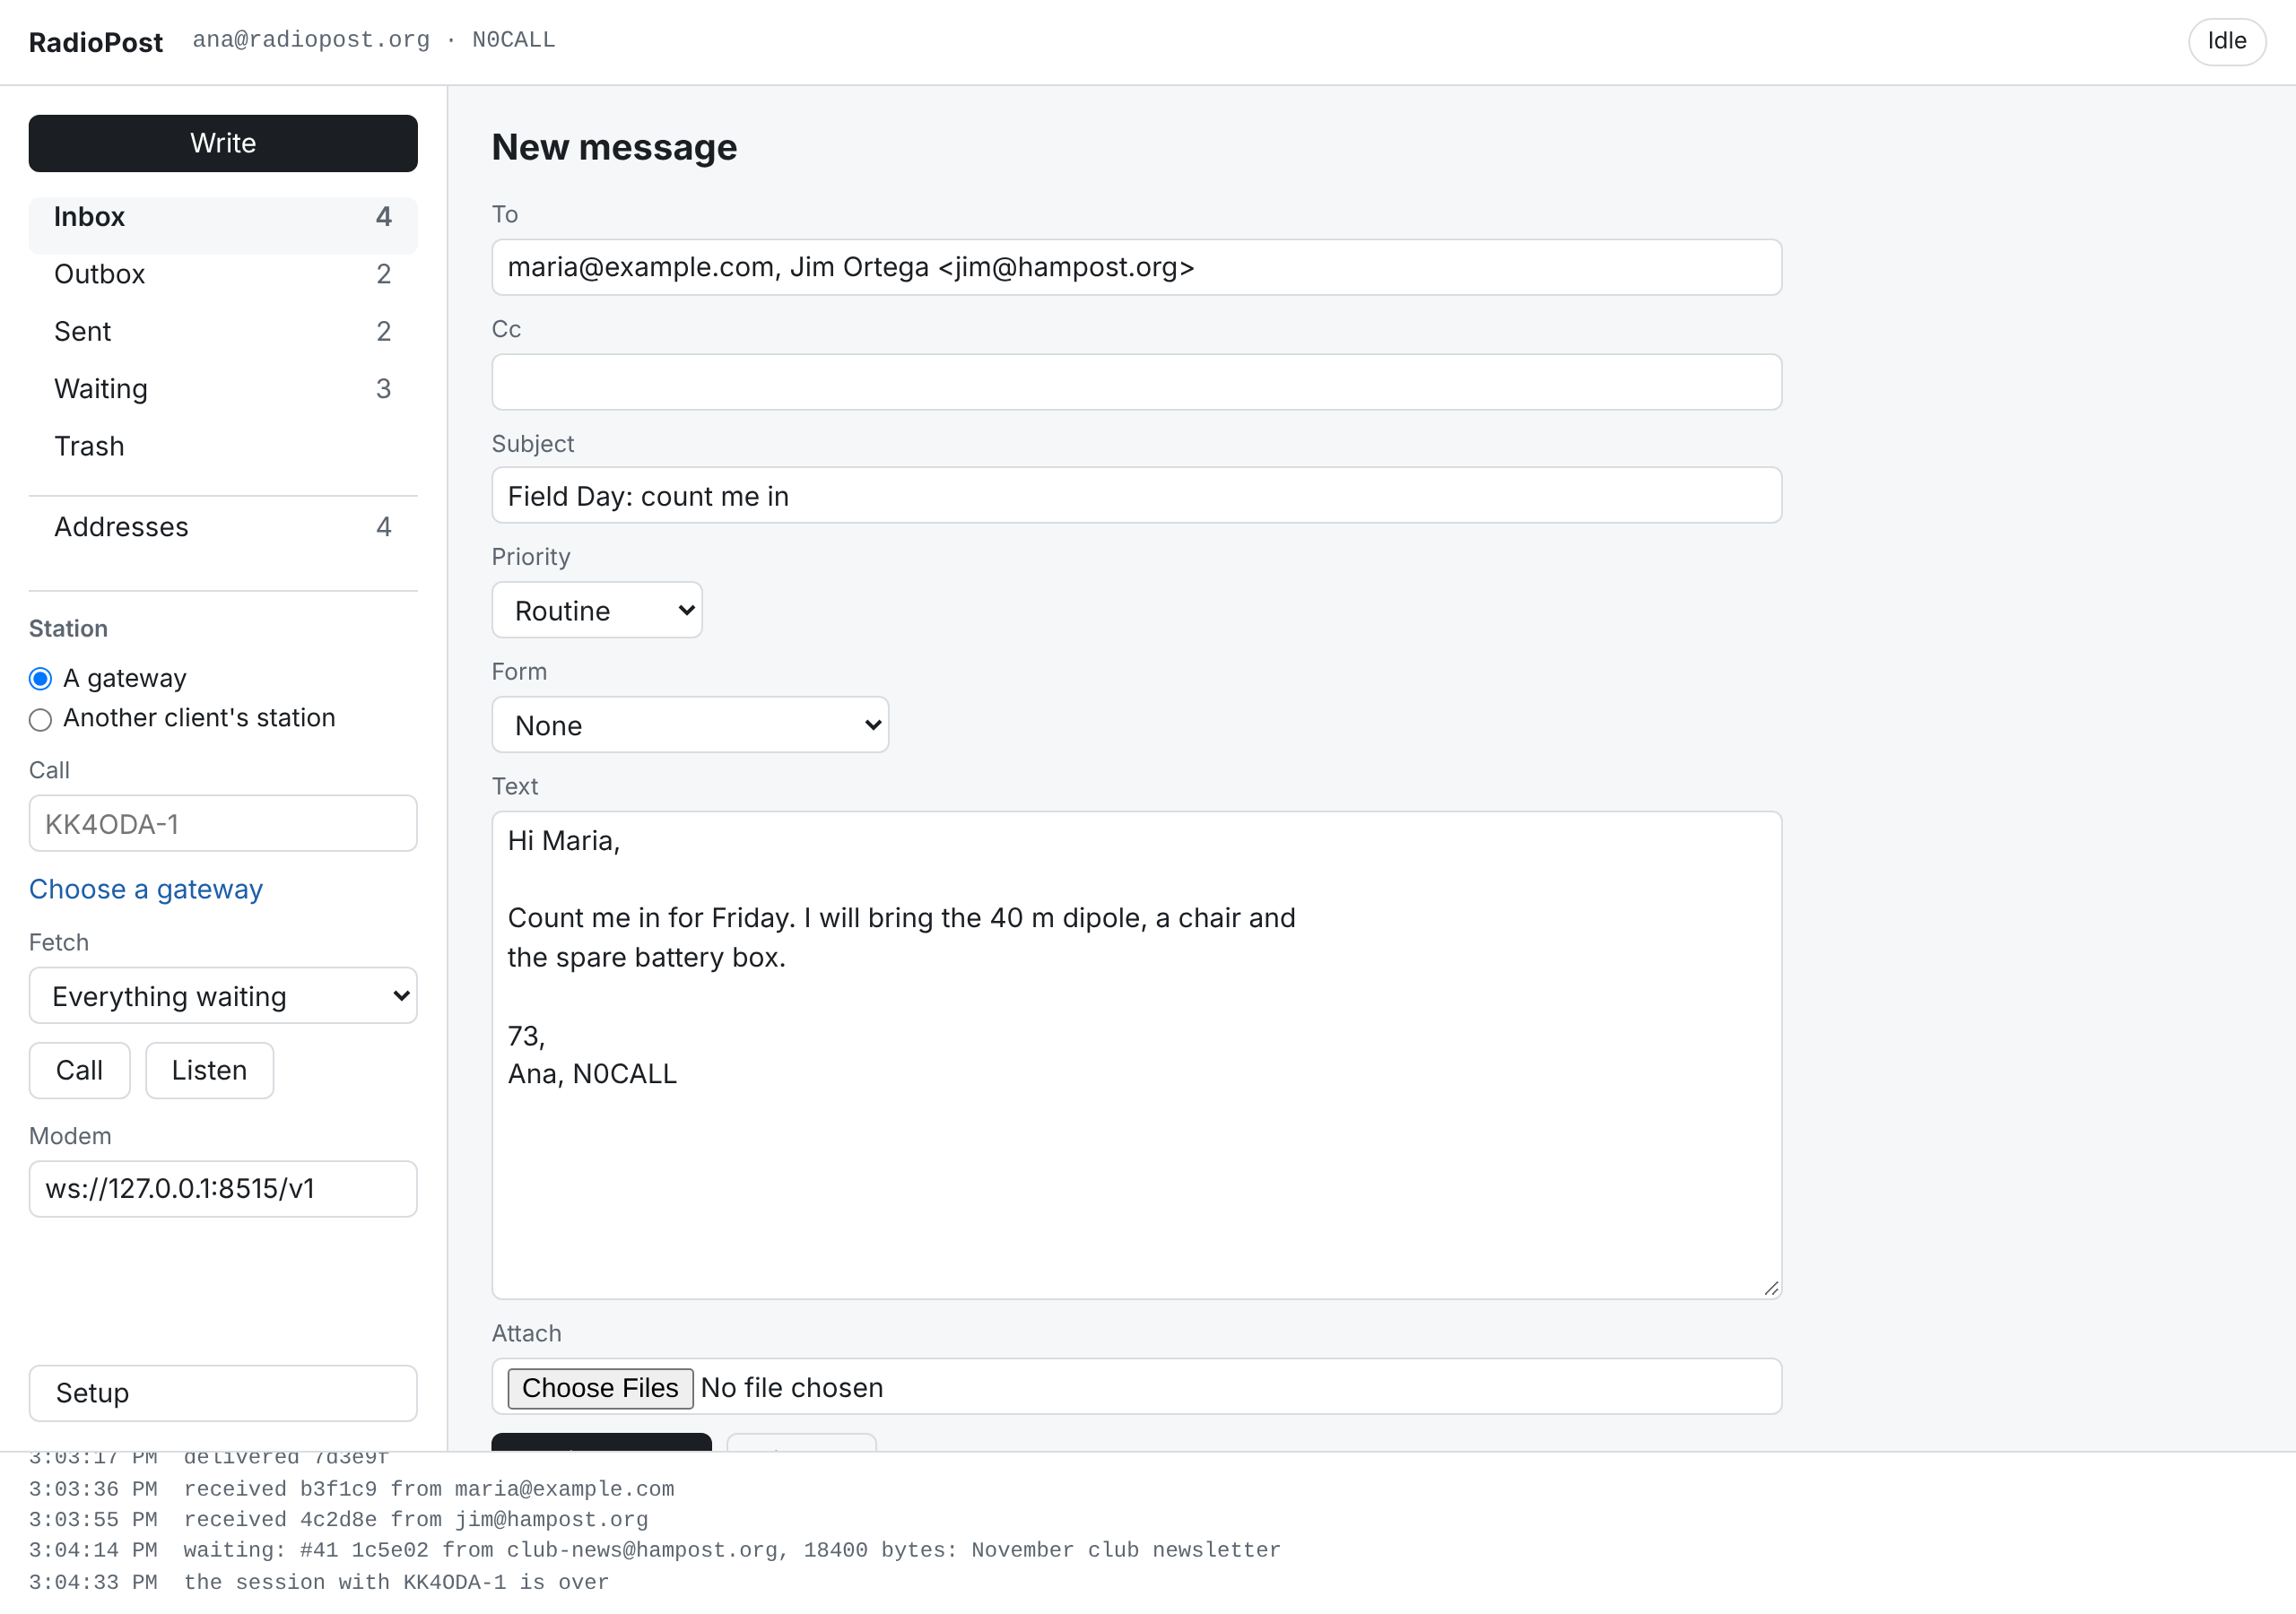 RadioPost ana@radiopost.org · N0CALL
Idle
Write
Inbox 4
Outbox 2
Sent 2
Waiting 3
Trash
Addresses 4
Station
A gateway
Another client's station
Call
KK4ODA-1
Choose a gateway
Fetch
Everything waiting
Call Listen
Modem
ws://127.0.0.1:8515/v1
Setup
New message
To
maria@example.com, Jim Ortega <jim@hampost.org>
Cc
Subject
Field Day: count me in
Priority
Routine
Form
None
Text
Hi Maria,
Count me in for Friday. I will bring the 40 m dipole, a chair and
the spare battery box.
73,
Ana, N0CALL
Attach
Choose Files No file chosen
3:03:17 PM delivered 7d3e9f
3:03:36 PM received b3f1c9 from maria@example.com
3:03:55 PM received 4c2d8e from jim@hampost.org
3:04:14 PM waiting: #41 1c5e02 from club-news@hampost.org, 18400 bytes: November club newsletter
3:04:33 PM the session with KK4ODA-1 is over